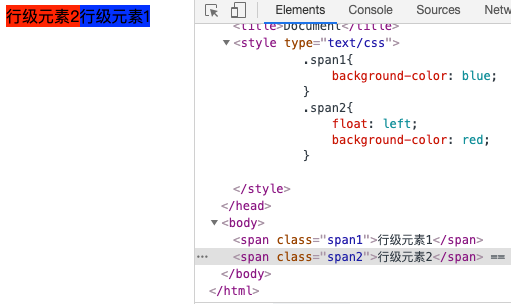 行级元素2行级元素1
Elements Console Sources Netw
<title>Document</title>
<style type="text/css">
.span1{
background-color: blue;
}
.span2{
float: left;
background-color: red;
}
</style>
</head>
<body>
<span class="span1">行级元素1</span>
<span class="span2">行级元素2</span> ==
</body>
</html>